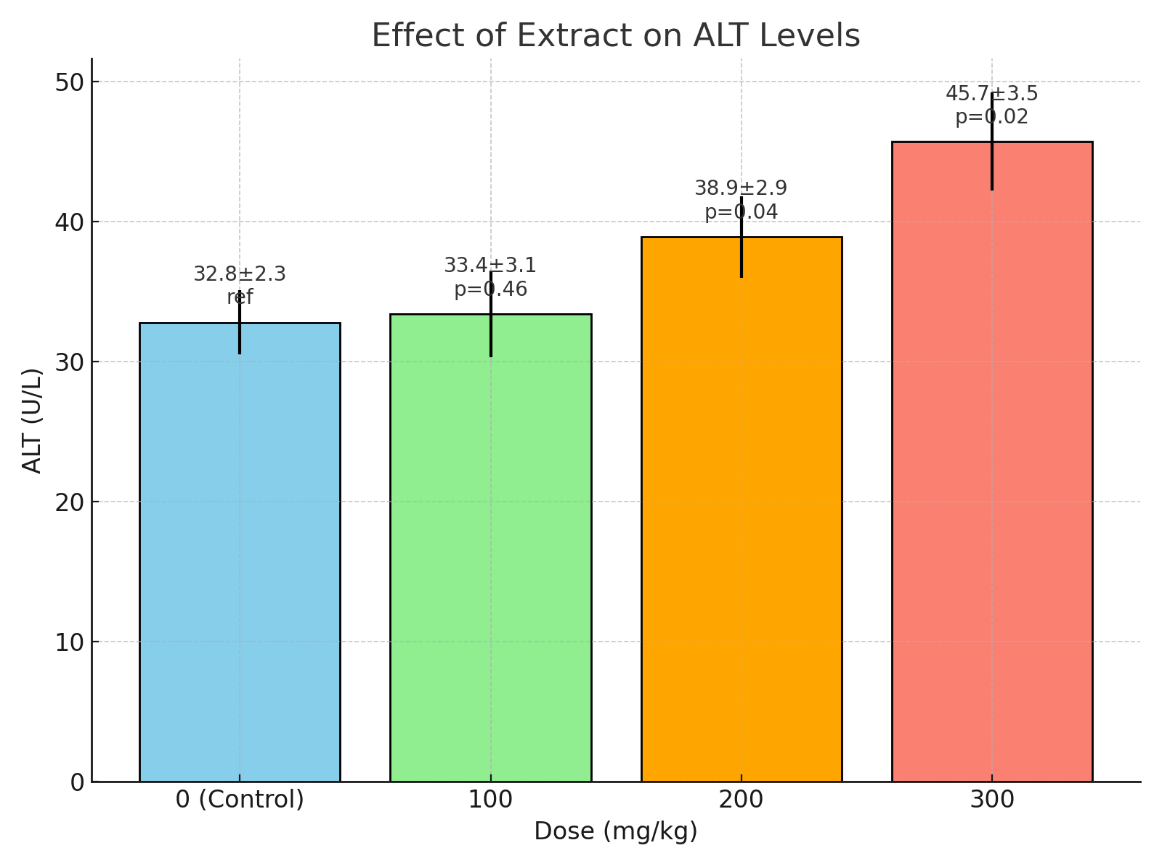 Effect of Extract on ALT Levels
50
40
30
20
10
0
ALT (U/L)
32.8±2.3
ref
33.4±3.1
p=0.46
38.9±2.9
p=0.04
45.7±3.5
p=0.02
0 (Control)
100
200
300
Dose (mg/kg)